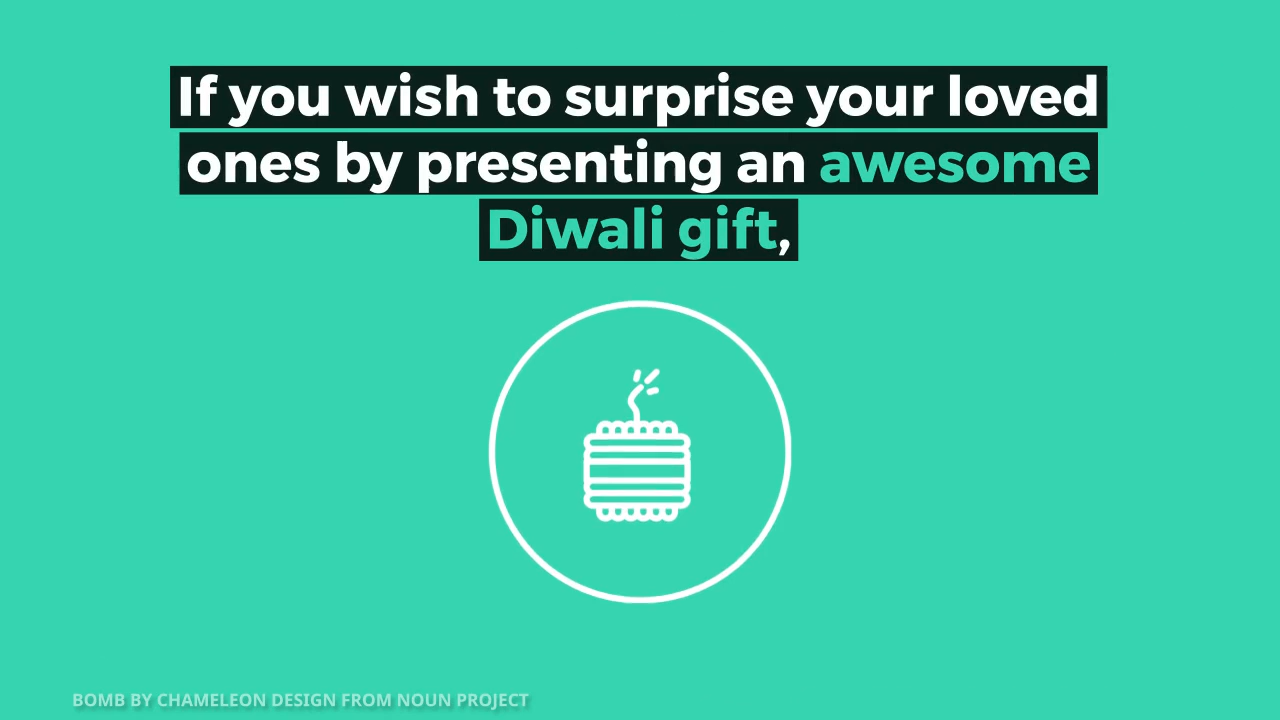 If you wish to surprise your loved
ones by presenting an awesome
Diwali gift,
BOMB BY CHAMELEON DESIGN FROM NOUN PROJECT